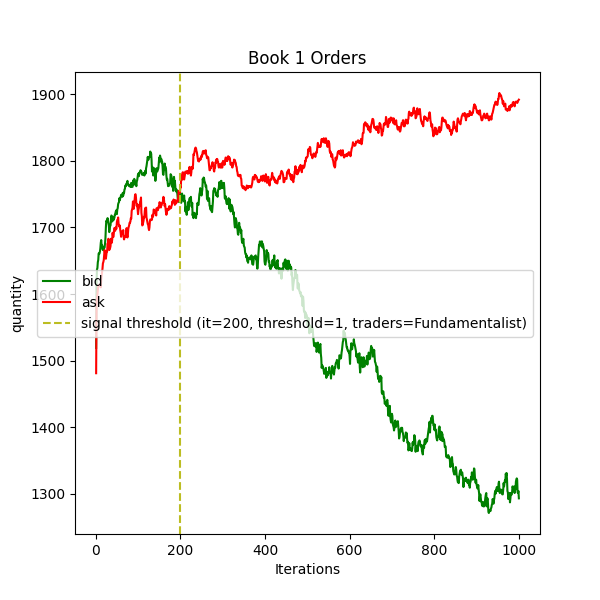 Book 1 Orders
quantity
1900
1800
1700
1600
1500
1400
1300
bid
ask
signal threshold (it=200, threshold=1, traders=Fundamentalist)
0 200 400 600 800 1000
Iterations